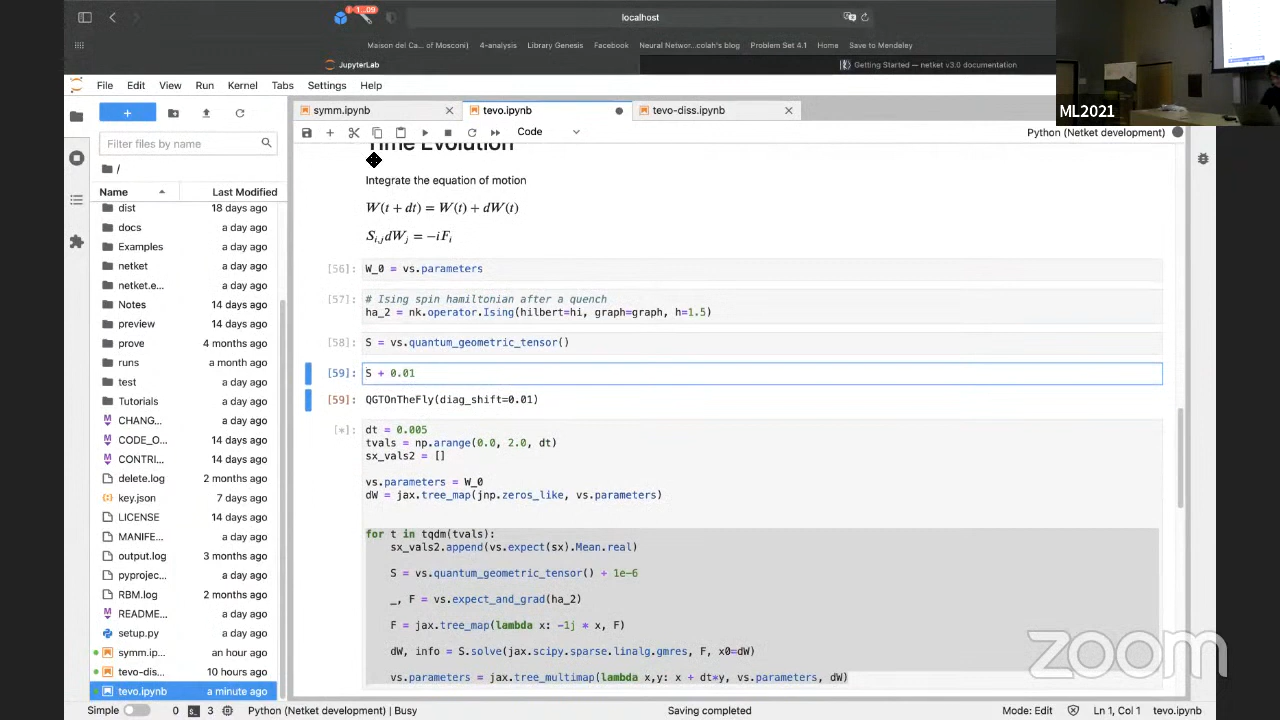 1...09
localhost
Maison del Ca... of Mosconi)
4-analysis
Library Genesis
Facebook
Neural Networ...colah's blog
Problem Set 4.1
Home
Save to Mendeley
JupyterLab
Getting Started — netket v3.0 documentation
File Edit View Run Kernel Tabs Settings Help
ML2021
symm.ipynb
tevo.ipynb
tevo-diss.ipynb
Filter files by name
Code
Python (Netket development)
/
Name Last Modified
dist 18 days ago
docs a day ago
Examples a day ago
netket a day ago
netket.e... a day ago
Notes 14 days ago
preview 14 days ago
prove 4 months ago
runs a month ago
test a day ago
Tutorials a day ago
CHANG... a day ago
CODE_O... 14 days ago
CONTRI... 14 days ago
delete.log 2 months ago
key.json 7 days ago
LICENSE 14 days ago
MANIFE... a day ago
output.log 3 months ago
pyprojec... a day ago
RBM.log 2 months ago
README... a day ago
setup.py a day ago
symm.ip... an hour ago
tevo-dis... 10 hours ago
tevo.ipynb a minute ago
Time Evolution
Integrate the equation of motion
W(t + dt) = W(t) + dW(t)
S_{i,j}dW_j = −iF_i
[56]: W_0 = vs.parameters
[57]: # Ising spin hamiltonian after a quench
ha_2 = nk.operator.Ising(hilbert=hi, graph=graph, h=1.5)
[58]: S = vs.quantum_geometric_tensor()
[59]: S + 0.01
[59]: QGTOnTheFly(diag_shift=0.01)
[*]: dt = 0.005
tvals = np.arange(0.0, 2.0, dt)
sx_vals2 = []
vs.parameters = W_0
dW = jax.tree_map(jnp.zeros_like, vs.parameters)
for t in tqdm(tvals):
sx_vals2.append(vs.expect(sx).Mean.real)
S = vs.quantum_geometric_tensor() + 1e-6
_, F = vs.expect_and_grad(ha_2)
F = jax.tree_map(lambda x: -1j * x, F)
dW, info = S.solve(jax.scipy.sparse.linalg.gmres, F, x0=dW)
vs.parameters = jax.tree_multimap(lambda x,y: x + dt*y, vs.parameters, dW)
zoom
Simple 0 3 Python (Netket development) | Busy
Saving completed
Mode: Edit
Ln 1, Col 1
tevo.ipynb